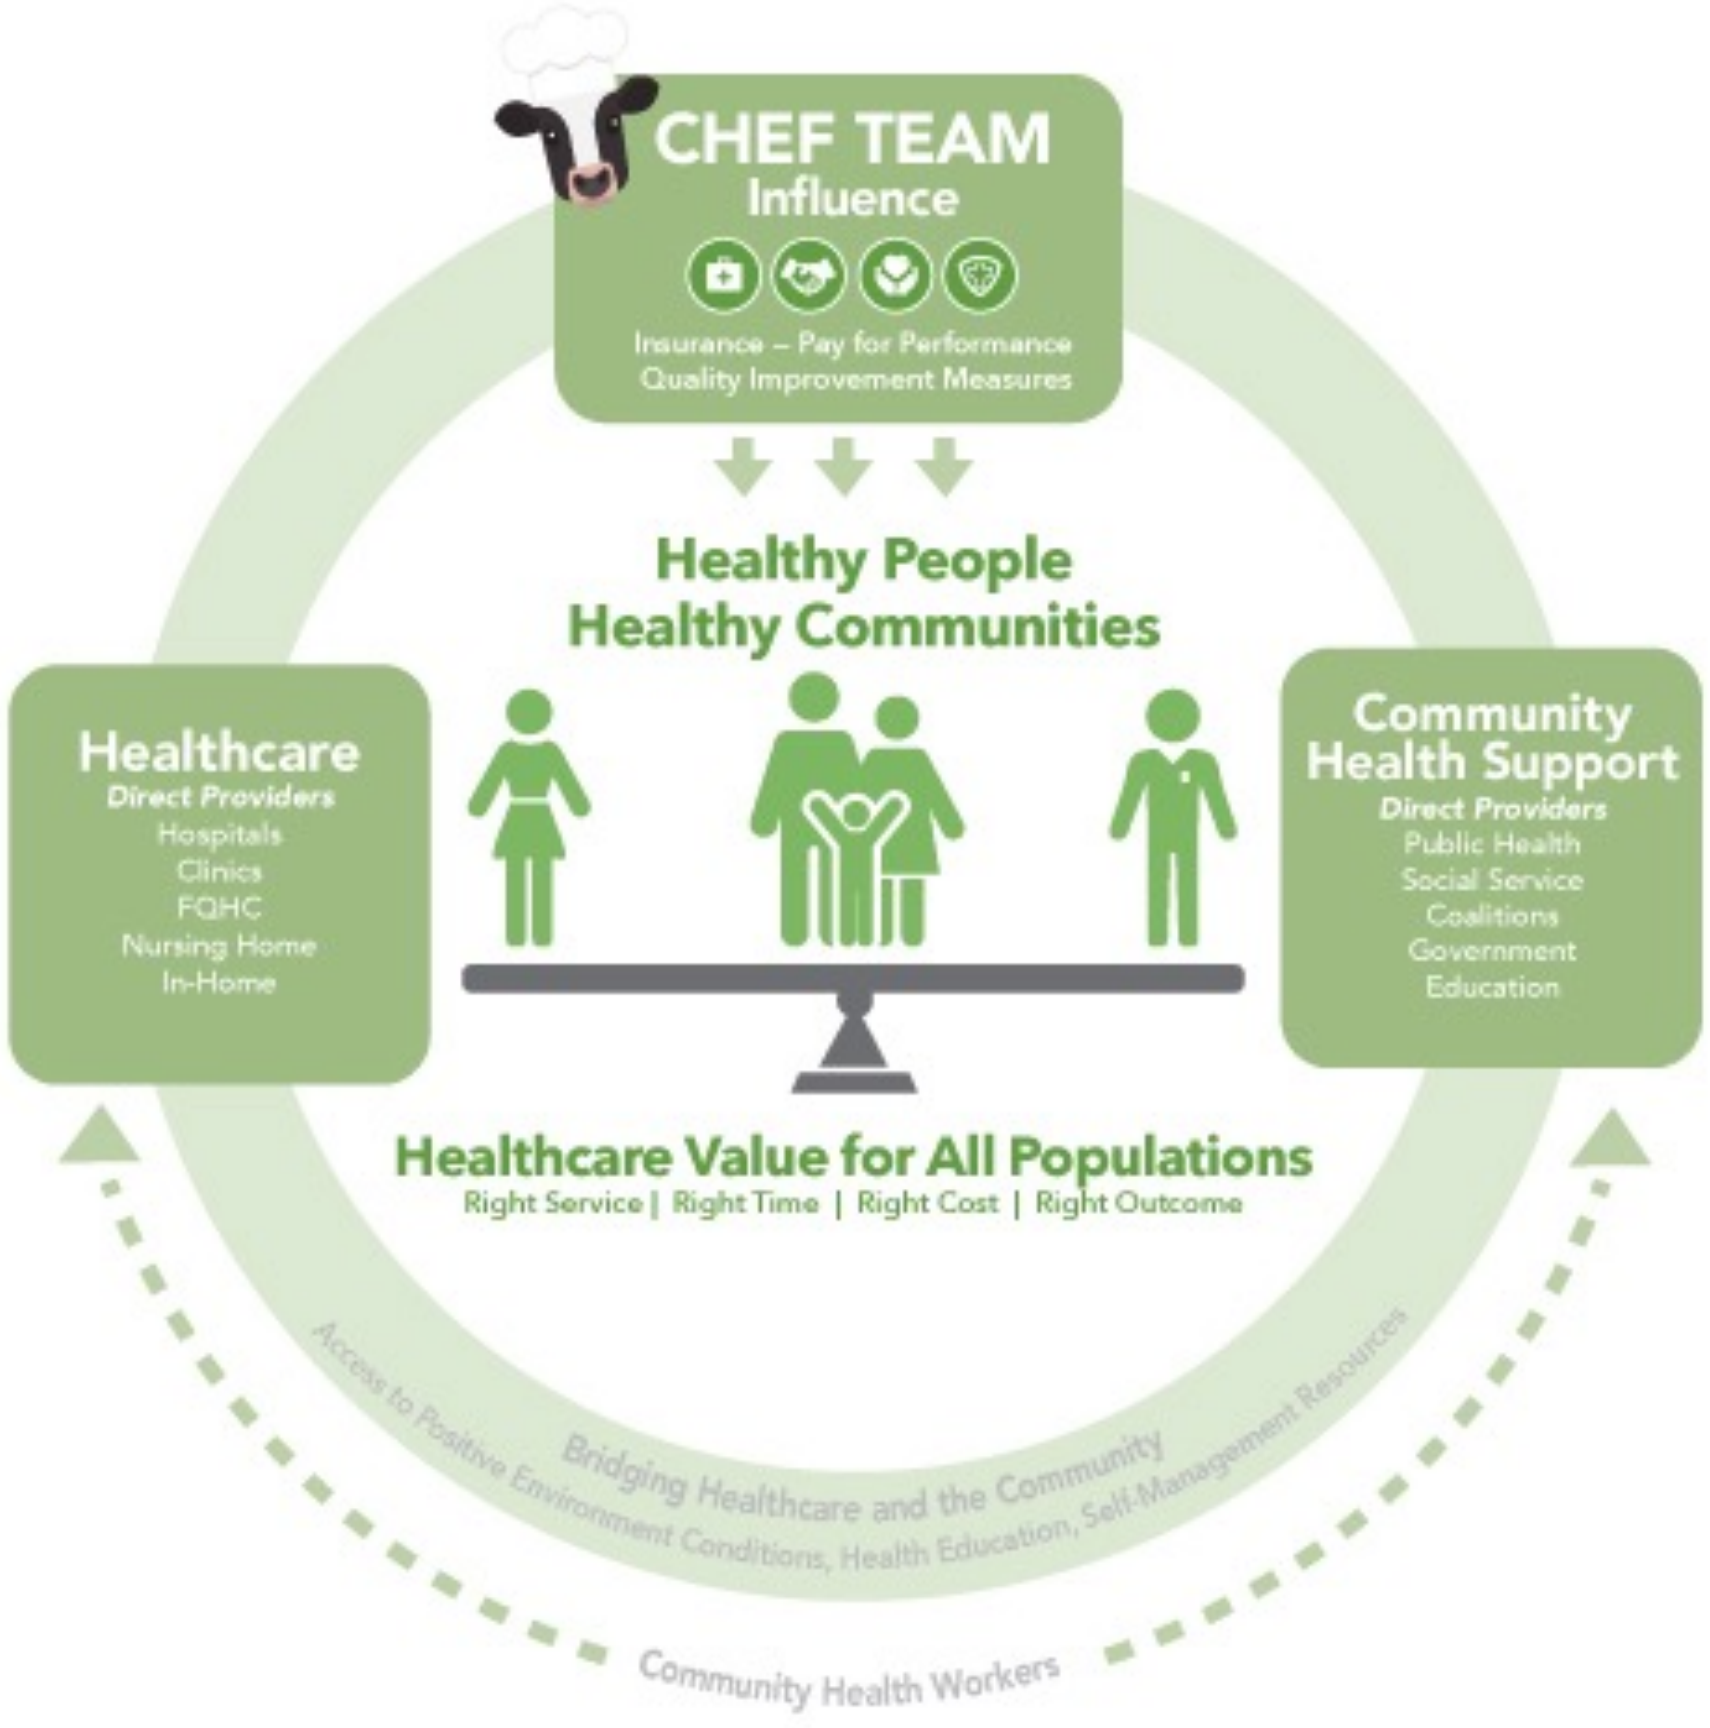 CHEF TEAM
Influence
Insurance – Pay for Performance
Quality Improvement Measures
Healthy People
Healthy Communities
Healthcare
Direct Providers
Hospitals
Clinics
FQHC
Nursing Home
In-Home
Community
Health Support
Direct Providers
Public Health
Social Service
Coalitions
Government
Education
Healthcare Value for All Populations
Right Service | Right Time | Right Cost | Right Outcome
Bridging Healthcare and the Community
Access to Positive Environment Conditions, Health Education, Self-Management Resources
Community Health Workers